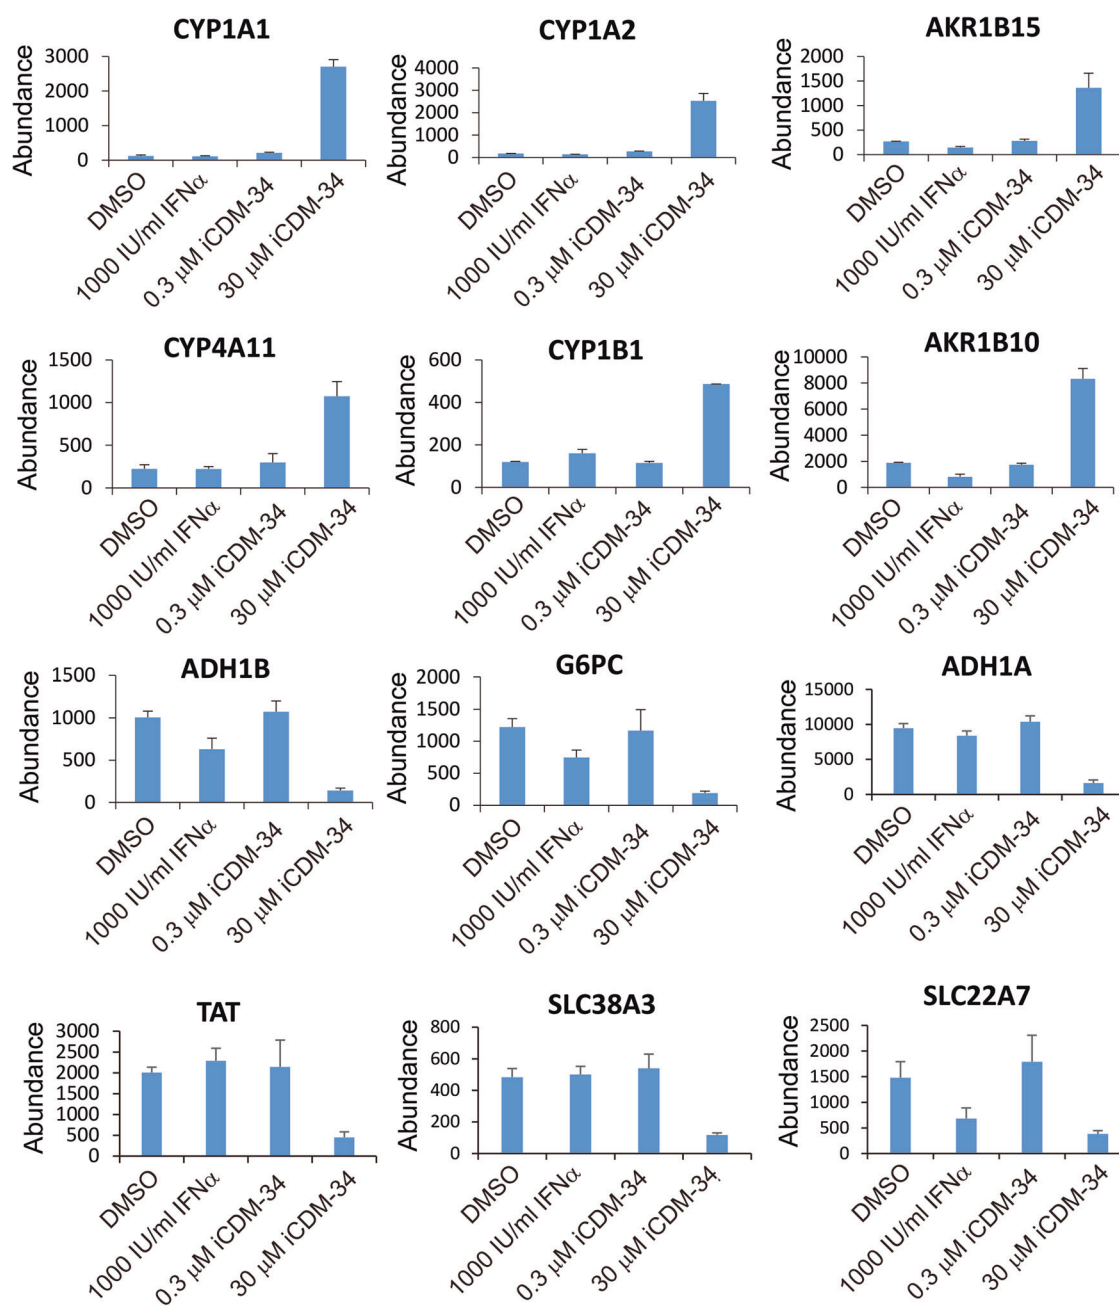 CYP1A1
Abundance
3000
2000
1000
0
DMSO
1000 IU/ml IFNα
0.3 μM iCDM-34
30 μM iCDM-34
CYP1A2
Abundance
4000
3000
2000
1000
0
DMSO
1000 IU/ml IFNα
0.3 μM iCDM-34
30 μM iCDM-34
AKR1B15
Abundance
2000
1500
1000
500
0
DMSO
1000 IU/ml IFNα
0.3 μM iCDM-34
30 μM iCDM-34
CYP4A11
Abundance
1500
1000
500
0
DMSO
1000 IU/ml IFNα
0.3 μM iCDM-34
30 μM iCDM-34
CYP1B1
Abundance
600
400
200
0
DMSO
1000 IU/ml IFNα
0.3 μM iCDM-34
30 μM iCDM-34
AKR1B10
Abundance
10000
8000
6000
4000
2000
0
DMSO
1000 IU/ml IFNα
0.3 μM iCDM-34
30 μM iCDM-34
ADH1B
Abundance
1500
1000
500
0
DMSO
1000 IU/ml IFNα
0.3 μM iCDM-34
30 μM iCDM-34
G6PC
Abundance
2000
1500
1000
500
0
DMSO
1000 IU/ml IFNα
0.3 μM iCDM-34
30 μM iCDM-34
ADH1A
Abundance
15000
10000
5000
0
DMSO
1000 IU/ml IFNα
0.3 μM iCDM-34
30 μM iCDM-34
TAT
Abundance
3000
2500
2000
1500
1000
500
0
DMSO
1000 IU/ml IFNα
0.3 μM iCDM-34
30 μM iCDM-34
SLC38A3
Abundance
800
600
400
200
0
DMSO
1000 IU/ml IFNα
0.3 μM iCDM-34
30 μM iCDM-34
SLC22A7
Abundance
2500
2000
1500
1000
500
0
DMSO
1000 IU/ml IFNα
0.3 μM iCDM-34
30 μM iCDM-34